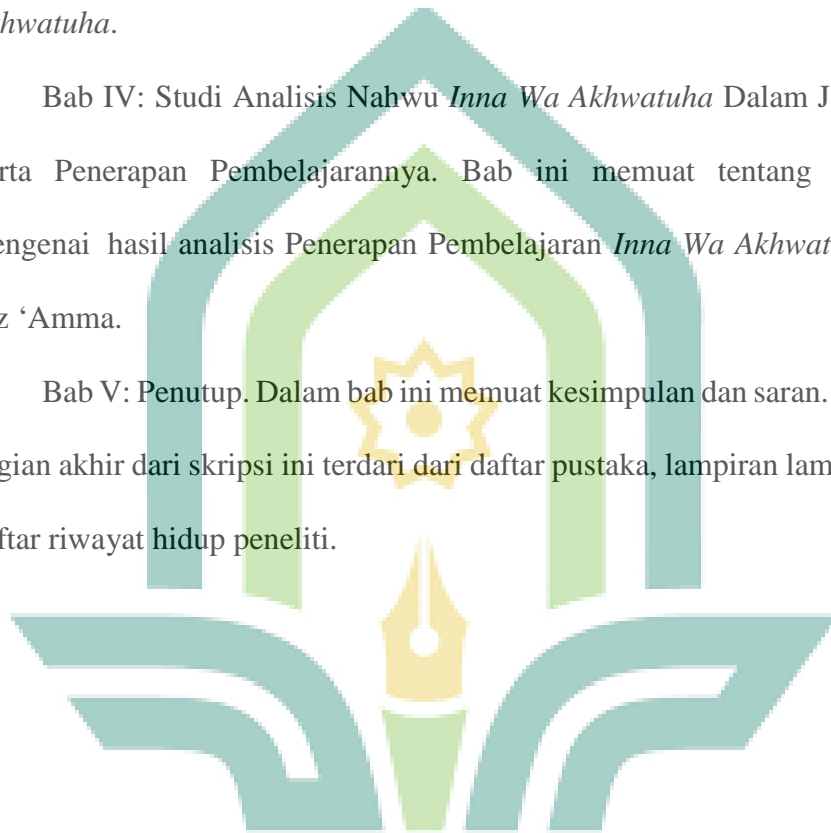 khwatuha.
Bab IV: Studi Analisis Nahwu Inna Wa Akhwatuha Dalam J
rta Penerapan Pembelajarannya. Bab ini memuat tentang
engenai hasil analisis Penerapan Pembelajaran Inna Wa Akhwat
z ‘Amma.
Bab V: Penutup. Dalam bab ini memuat kesimpulan dan saran.
gian akhir dari skripsi ini terdari dari daftar pustaka, lampiran lam
ftar riwayat hidup peneliti.